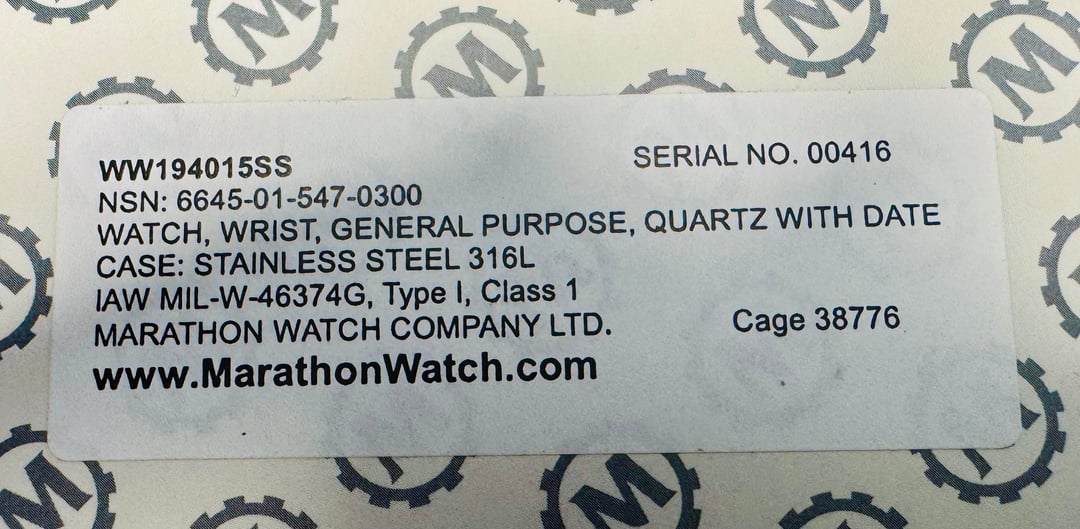 WW194015SS
SERIAL NO. 00416
NSN: 6645-01-547-0300
WATCH, WRIST, GENERAL PURPOSE, QUARTZ WITH DATE
CASE: STAINLESS STEEL 316L
IAW MIL-W-46374G, Type I, Class 1
MARATHON WATCH COMPANY LTD.
Cage 38776
www.MarathonWatch.com